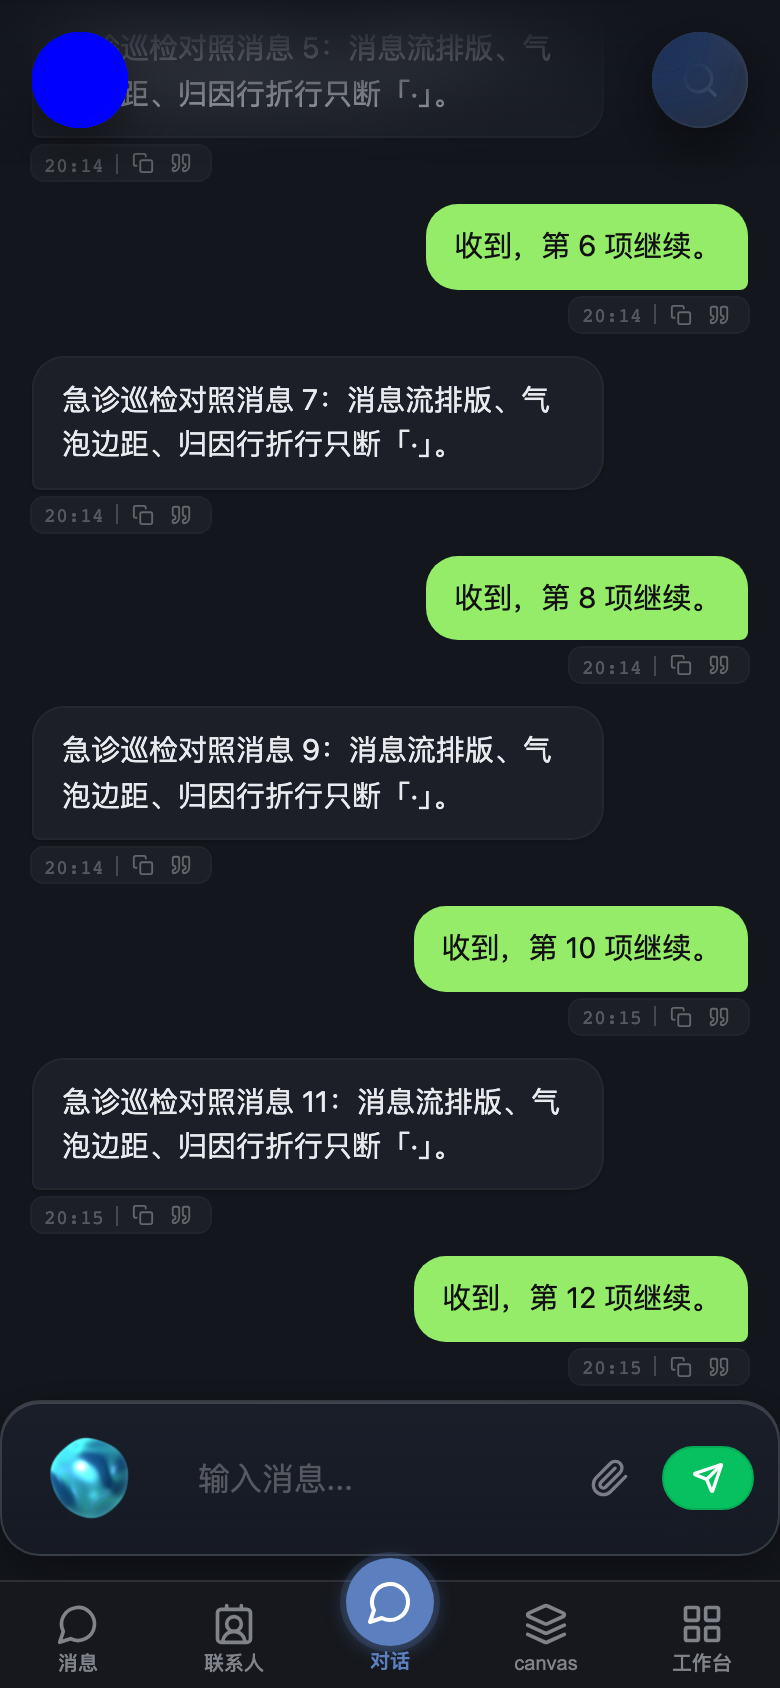 巡检对照消息 5：消息流排版、气
距、归因行折行只断「·」。
20:14
收到，第 6 项继续。
20:14
急诊巡检对照消息 7：消息流排版、气
泡边距、归因行折行只断「·」。
20:14
收到，第 8 项继续。
20:14
急诊巡检对照消息 9：消息流排版、气
泡边距、归因行折行只断「·」。
20:14
收到，第 10 项继续。
20:15
急诊巡检对照消息 11：消息流排版、气
泡边距、归因行折行只断「·」。
20:15
收到，第 12 项继续。
20:15
输入消息...
消息
联系人
对话
canvas
工作台